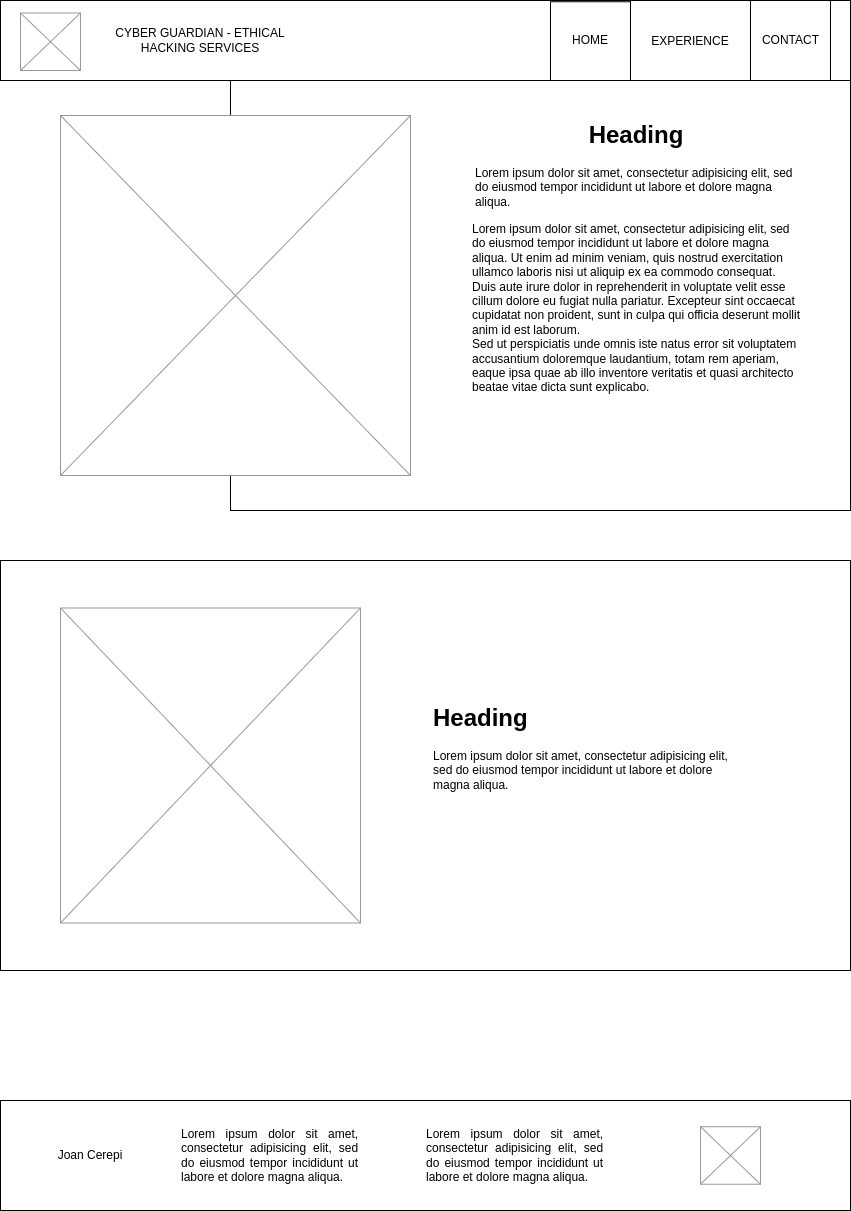 CYBER GUARDIAN - ETHICAL
HACKING SERVICES
HOME
EXPERIENCE
CONTACT
Heading
Lorem ipsum dolor sit amet, consectetur adipisicing elit, sed
do eiusmod tempor incididunt ut labore et dolore magna
aliqua.
Lorem ipsum dolor sit amet, consectetur adipisicing elit, sed
do eiusmod tempor incididunt ut labore et dolore magna
aliqua. Ut enim ad minim veniam, quis nostrud exercitation
ullamco laboris nisi ut aliquip ex ea commodo consequat.
Duis aute irure dolor in reprehenderit in voluptate velit esse
cillum dolore eu fugiat nulla pariatur. Excepteur sint occaecat
cupidatat non proident, sunt in culpa qui officia deserunt mollit
anim id est laborum.
Sed ut perspiciatis unde omnis iste natus error sit voluptatem
accusantium doloremque laudantium, totam rem aperiam,
eaque ipsa quae ab illo inventore veritatis et quasi architecto
beatae vitae dicta sunt explicabo.
Heading
Lorem ipsum dolor sit amet, consectetur adipisicing elit,
sed do eiusmod tempor incididunt ut labore et dolore
magna aliqua.
Joan Cerepi
Lorem ipsum dolor sit amet,
consectetur adipisicing elit, sed
do eiusmod tempor incididunt ut
labore et dolore magna aliqua.
Lorem ipsum dolor sit amet,
consectetur adipisicing elit, sed
do eiusmod tempor incididunt ut
labore et dolore magna aliqua.